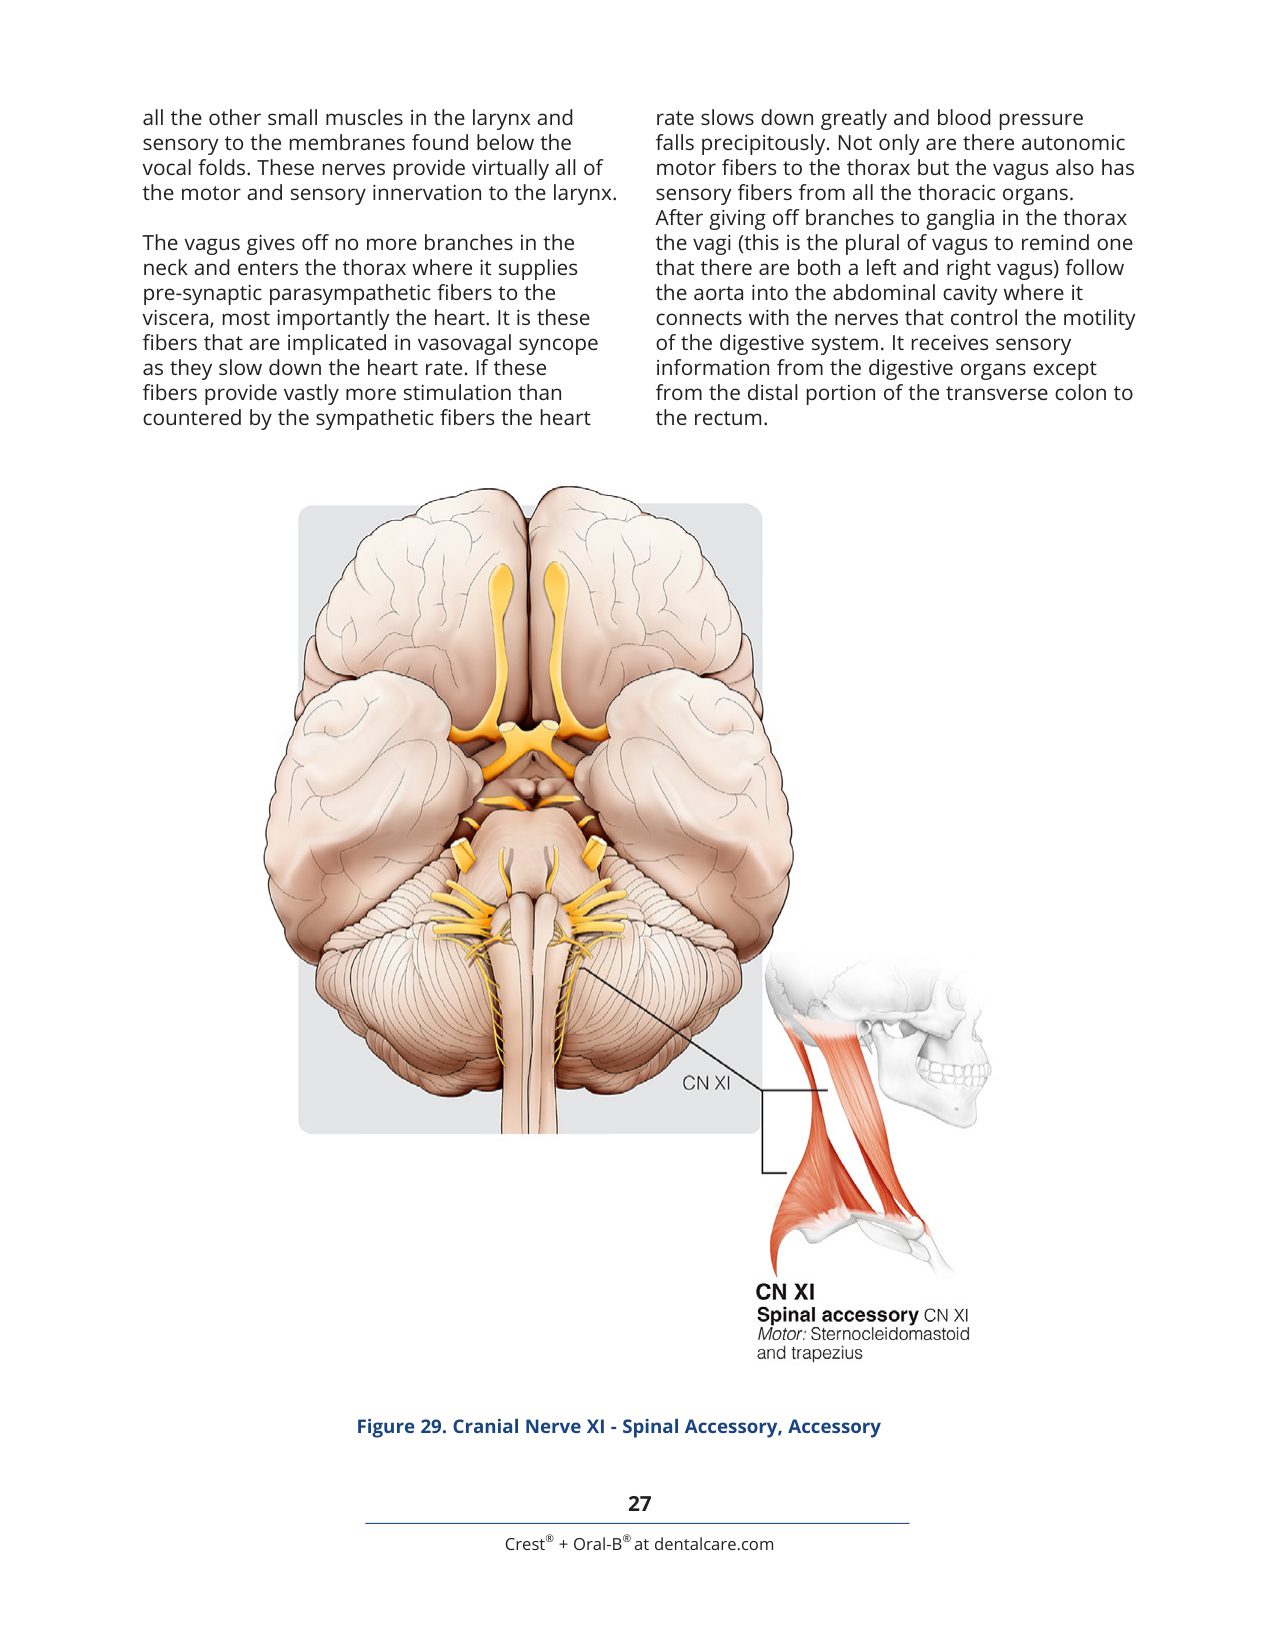 all the other small muscles in the larynx and
sensory to the membranes found below the
vocal folds. These nerves provide virtually all of
the motor and sensory innervation to the larynx.
The vagus gives off no more branches in the
neck and enters the thorax where it supplies
pre-synaptic parasympathetic fibers to the
viscera, most importantly the heart. It is these
fibers that are implicated in vasovagal syncope
as they slow down the heart rate. If these
fibers provide vastly more stimulation than
countered by the sympathetic fibers the heart
rate slows down greatly and blood pressure
falls precipitously. Not only are there autonomic
motor fibers to the thorax but the vagus also has
sensory fibers from all the thoracic organs.
After giving off branches to ganglia in the thorax
the vagi (this is the plural of vagus to remind one
that there are both a left and right vagus) follow
the aorta into the abdominal cavity where it
connects with the nerves that control the motility
of the digestive system. It receives sensory
information from the digestive organs except
from the distal portion of the transverse colon to
the rectum.
CN XI
CN XI
Spinal accessory CN XI
Motor: Sternocleidomastoid
and trapezius
Figure 29. Cranial Nerve XI - Spinal Accessory, Accessory
27
Crest® + Oral-B® at dentalcare.com